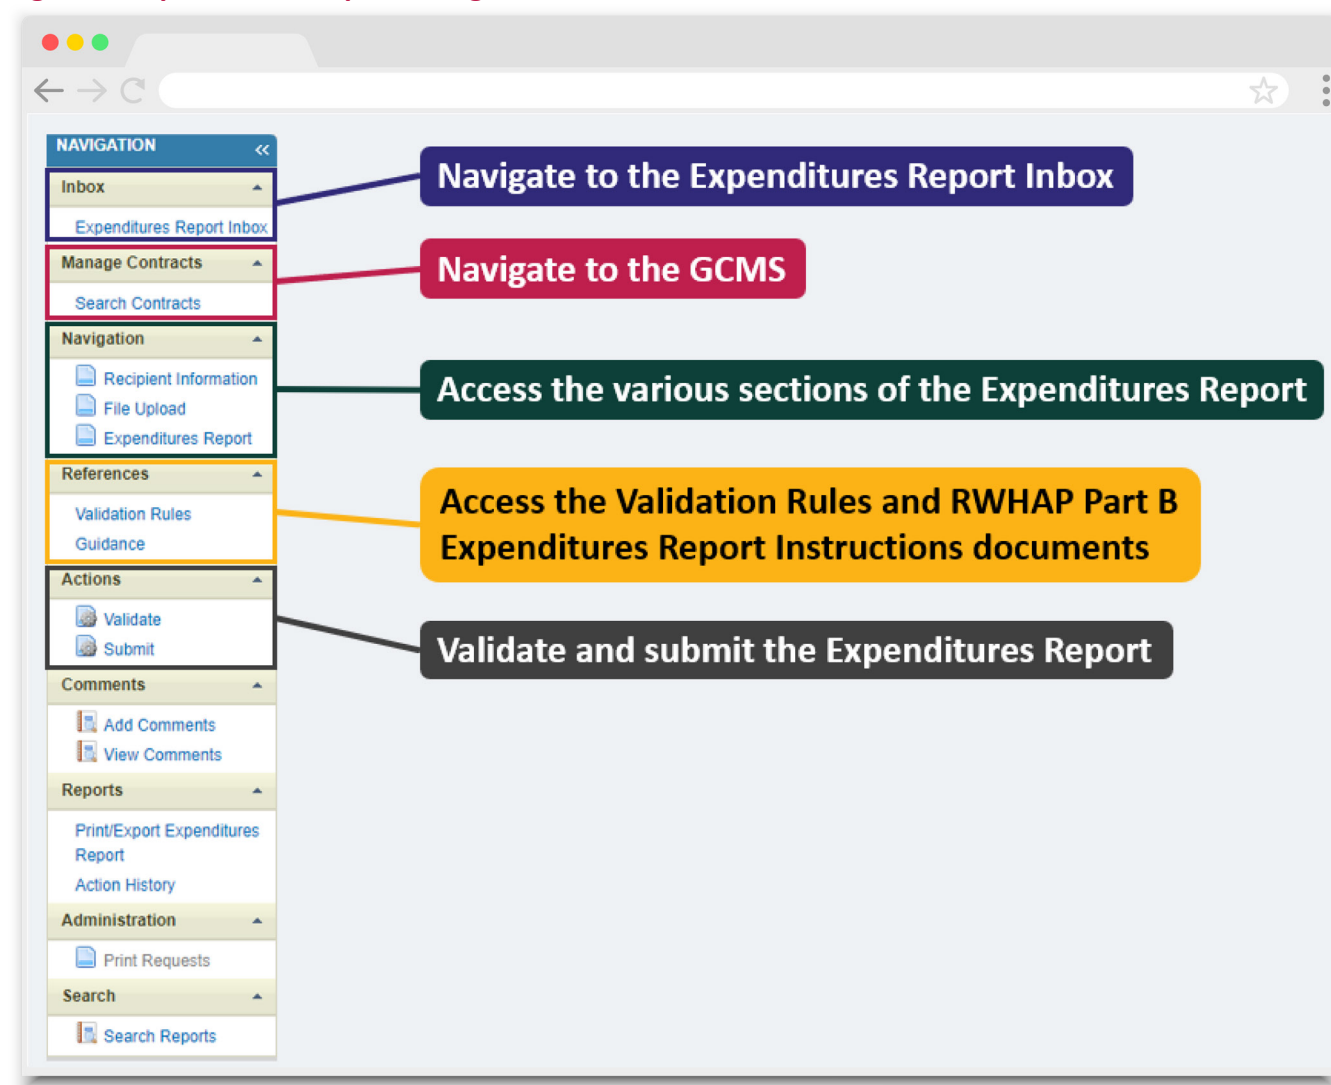 NAVIGATION
Inbox
Expenditures Report Inbox
Navigate to the Expenditures Report Inbox
Manage Contracts
Search Contracts
Navigate to the GCMS
Navigation
Recipient Information
File Upload
Expenditures Report
Access the various sections of the Expenditures Report
References
Validation Rules
Guidance
Access the Validation Rules and RWHAP Part B
Expenditures Report Instructions documents
Actions
Validate
Submit
Validate and submit the Expenditures Report
Comments
Add Comments
View Comments
Reports
Print/Export Expenditures
Report
Action History
Administration
Print Requests
Search
Search Reports